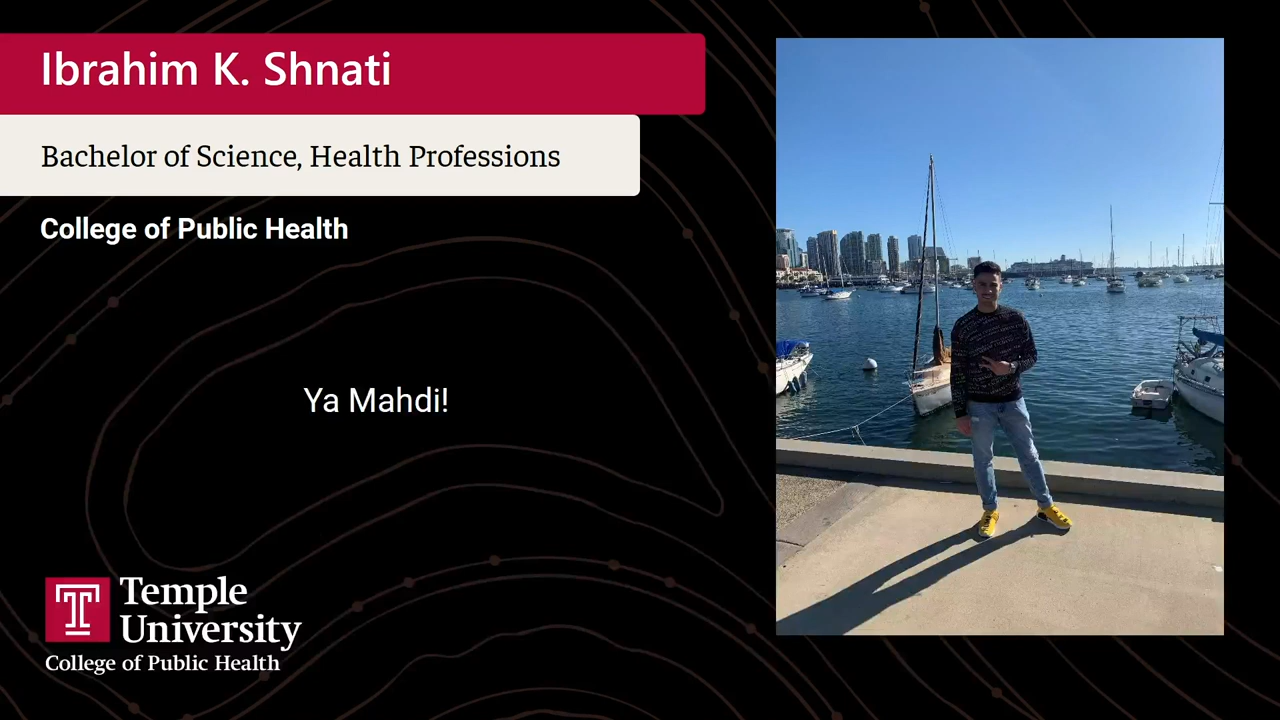 Ibrahim K. Shnati
Bachelor of Science, Health Professions
College of Public Health
Ya Mahdi!
Temple
University
College of Public Health